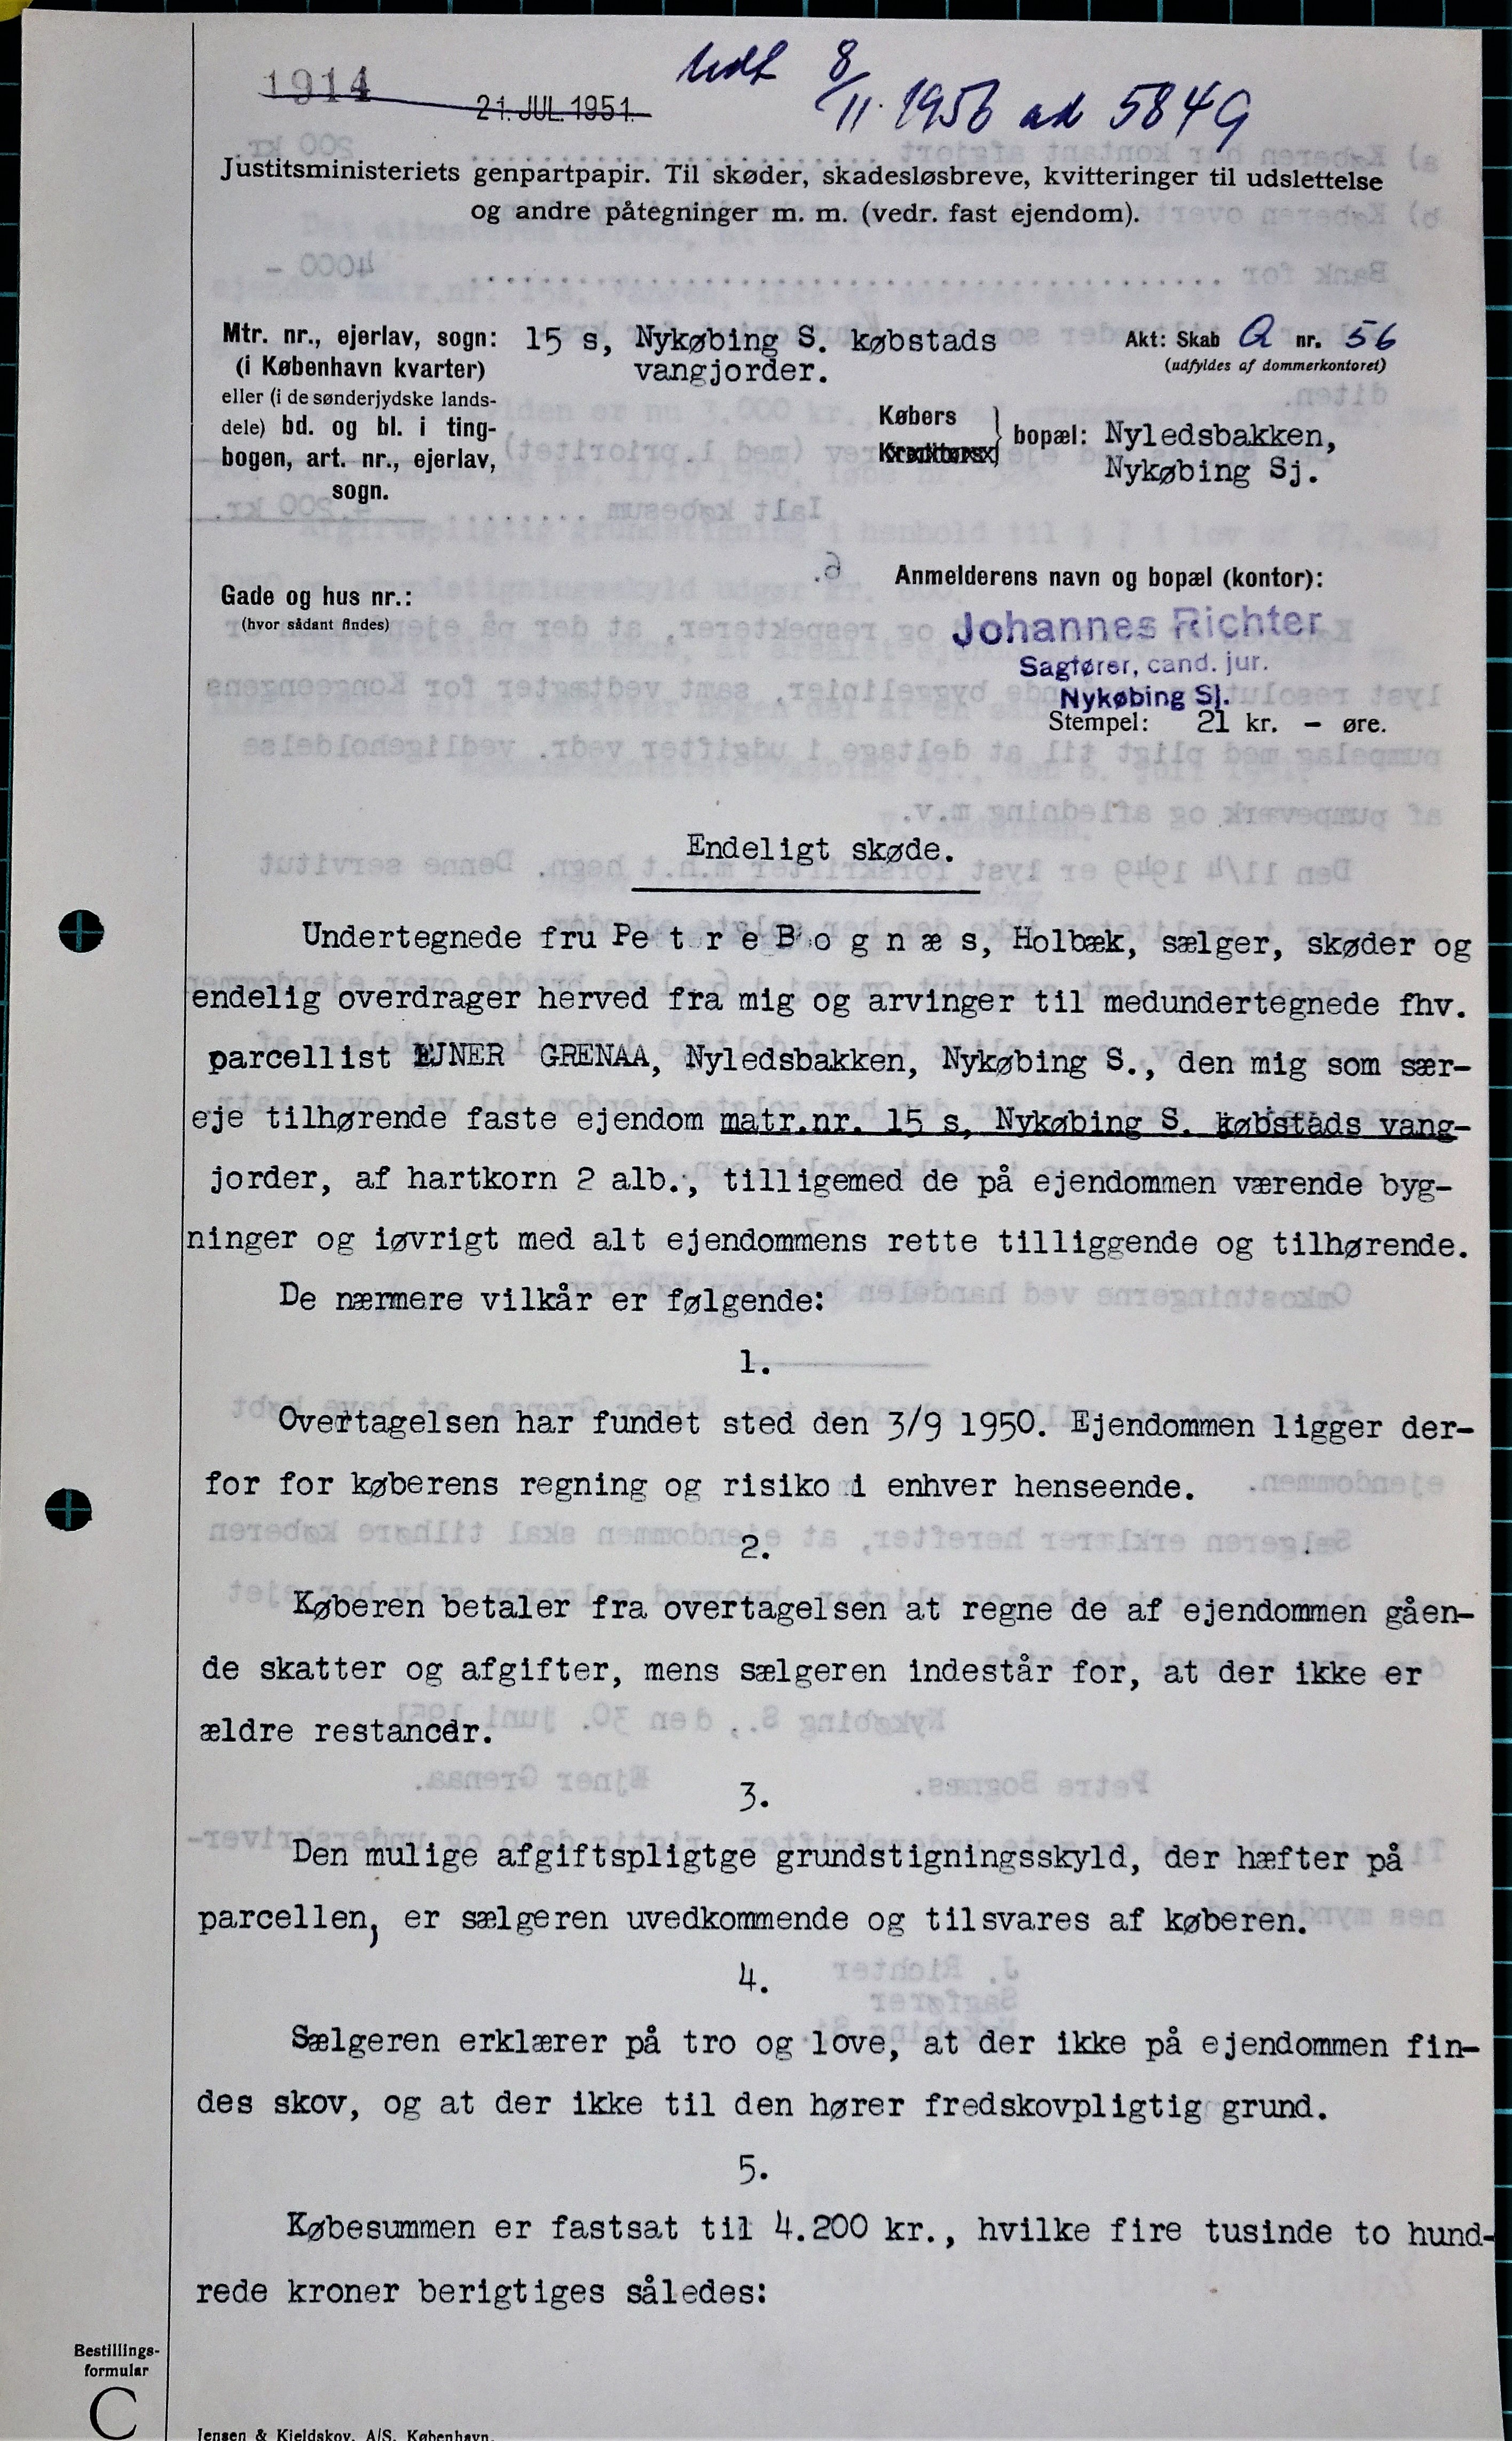 1914
21. JUL. 1951.
Udt 8/11. 1956 ad 5849
Justitsministeriets genpartpapir. Til skøder, skadesløsbreve, kvitteringer til udslettelse
og andre påtegninger m. m. (vedr. fast ejendom).
Mtr. nr., ejerlav, sogn: 15 s, Nykøbing S. købstads
(i København kvarter) vangjorder.
Akt: Skab Q nr. 56
(udfyldes af dommerkontoret)
eller (i de sønderjydske lands-
dele) bd. og bl. i ting-
bogen, art. nr., ejerlav,
sogn.
Købers
Kreditors
bopæl: Nyledsbakken,
Nykøbing Sj.
Gade og hus nr.:
(hvor sådant findes)
Anmelderens navn og bopæl (kontor):
Johannes Richter
Sagfører, cand. jur.
Nykøbing Sj.
Stempel: 21 kr. – øre.
Endeligt skøde.
Undertegnede fru Pe t r e B o g n æ s, Holbæk, sælger, skøder og
endelig overdrager herved fra mig og arvinger til medundertegnede fhv.
parcellist EJNER GRENAA, Nyledsbakken, Nykøbing S., den mig som sær-
eje tilhørende faste ejendom matr.nr. 15 s, Nykøbing S. købstads vang-
jorder, af hartkorn 2 alb., tilligemed de på ejendommen værende byg-
ninger og iøvrigt med alt ejendommens rette tilliggende og tilhørende.
De nærmere vilkår er følgende:
1.
Overtagelsen har fundet sted den 3/9 1950. Ejendommen ligger der-
for for køberens regning og risiko i enhver henseende.
2.
Køberen betaler fra overtagelsen at regne de af ejendommen gåen-
de skatter og afgifter, mens sælgeren indestår for, at der ikke er
ældre restancer.
3.
Den mulige afgiftspligtge grundstigningsskyld, der hæfter på
parcellen, er sælgeren uvedkommende og tilsvares af køberen.
4.
Sælgeren erklærer på tro og love, at der ikke på ejendommen fin-
des skov, og at der ikke til den hører fredskovpligtig grund.
5.
Købesummen er fastsat til 4.200 kr., hvilke fire tusinde to hund-
rede kroner berigtiges således:
Bestillings-
formular
C
Jensen & Kjeldskov, A/S, København.